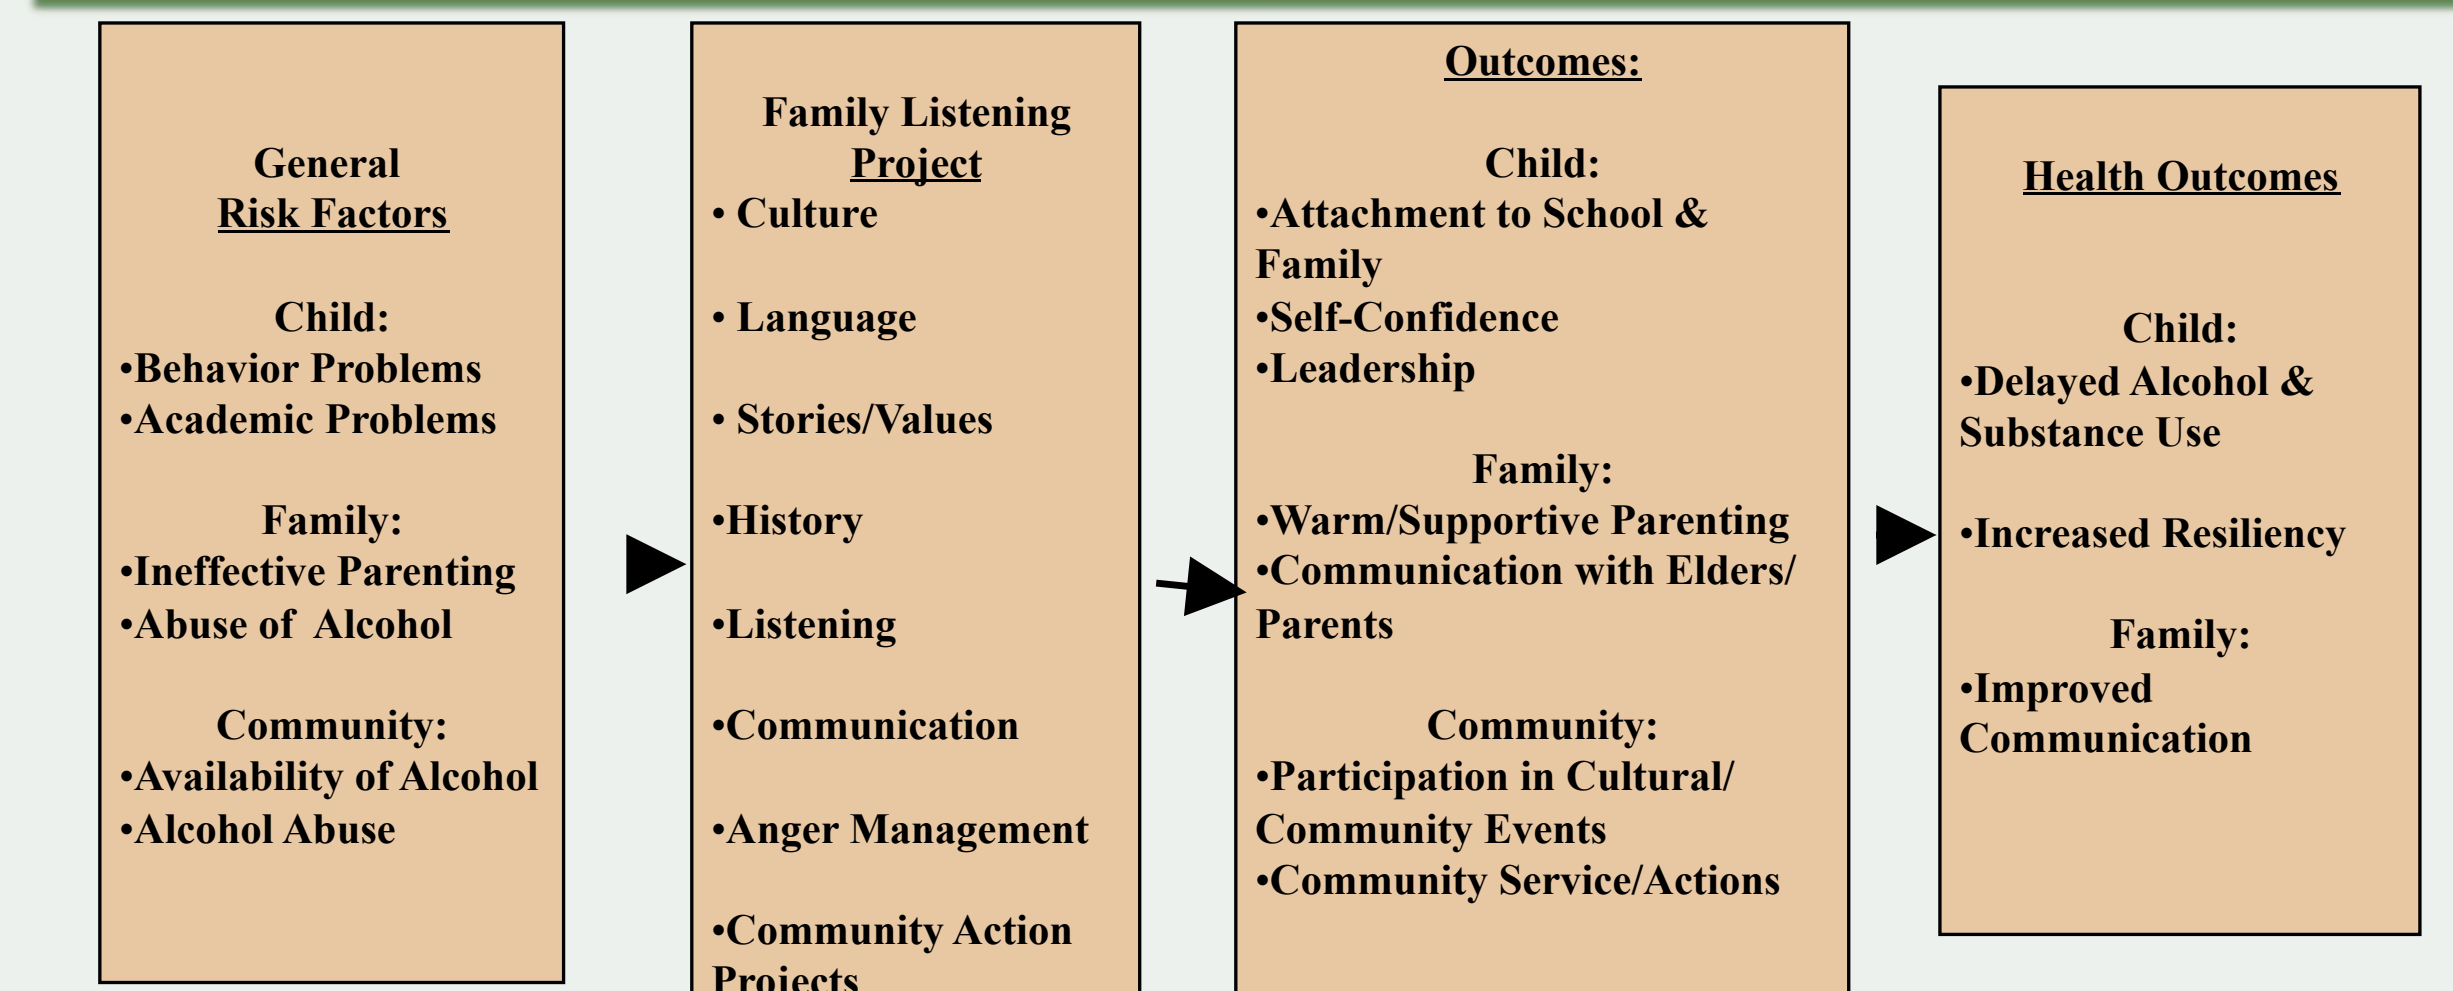 General
Risk Factors
Child:
•Behavior Problems
•Academic Problems
Family:
•Ineffective Parenting
•Abuse of  Alcohol
Community:
•Availability of Alcohol
•Alcohol Abuse
Family Listening
Project
• Culture
• Language
• Stories/Values
•History
•Listening
•Communication
•Anger Management
•Community Action
Projects
Outcomes:
Child:
•Attachment to School &
Family
•Self-Confidence
•Leadership
Family:
•Warm/Supportive Parenting
•Communication with Elders/
Parents
Community:
•Participation in Cultural/
Community Events
•Community Service/Actions
Health Outcomes
Child:
•Delayed Alcohol &
Substance Use
•Increased Resiliency
Family:
•Improved
Communication